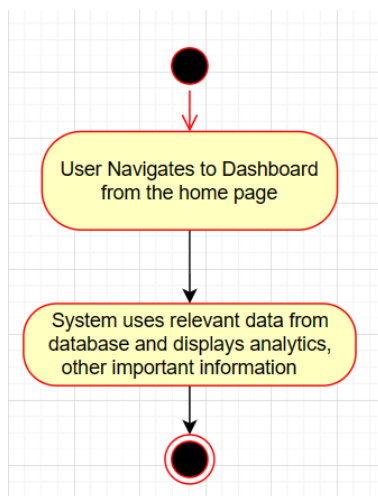 User Navigates to Dashboard
from the home page
System uses relevant data from
database and displays analytics,
other important information